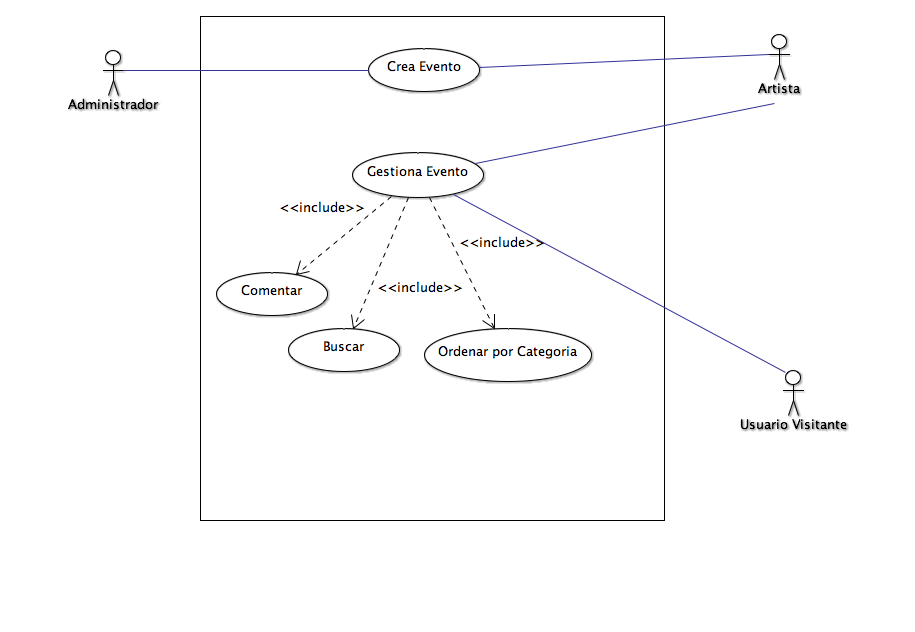 Crea Evento
Administrador
Artista
Gestiona Evento
<<include>>
<<include>>
<<include>>
Comentar
Buscar
Ordenar por Categoria
Usuario Visitante